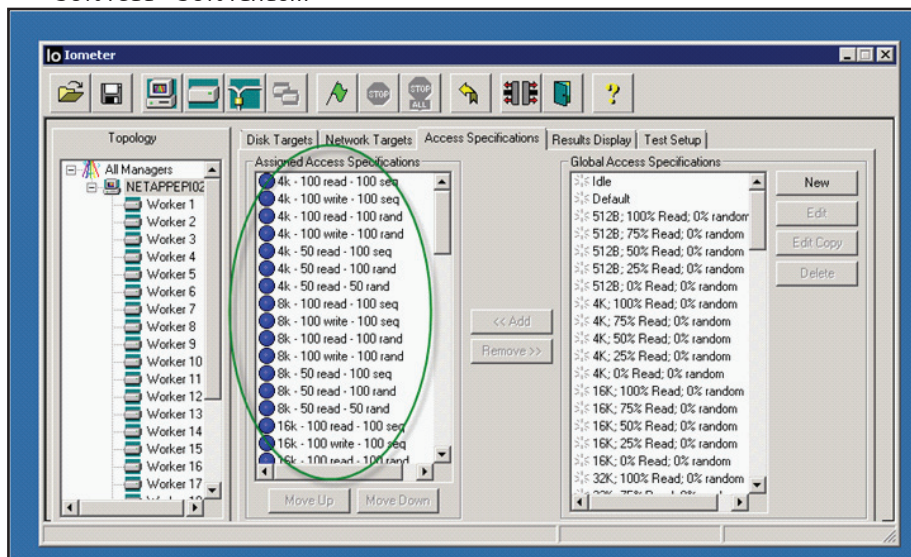 Iometer
STOP
STOP
ALL
?
Topology
All Managers
NETAPPEPI02
Worker 1
Worker 2
Worker 3
Worker 4
Worker 5
Worker 6
Worker 7
Worker 8
Worker 9
Worker 10
Worker 11
Worker 12
Worker 13
Worker 14
Worker 15
Worker 16
Worker 17
Disk Targets
Network Targets
Access Specifications
Results Display
Test Setup
Assigned Access Specifications
4k - 100 read - 100 seq
4k - 100 write - 100 seq
4k - 100 read - 100 rand
4k - 100 write - 100 rand
4k - 50 read - 100 seq
4k - 50 read - 100 rand
4k - 50 read - 50 rand
8k - 100 read - 100 seq
8k - 100 write - 100 seq
8k - 100 read - 100 rand
8k - 100 write - 100 rand
8k - 50 read - 100 seq
8k - 50 read - 100 rand
8k - 50 read - 50 rand
16k - 100 read - 100 seq
16k - 100 write - 100 seq
16k - 100 read - 100 rand
Move Up
Move Down
<< Add
Remove >>
Global Access Specifications
Idle
Default
512B; 100% Read; 0% random
512B; 75% Read; 0% random
512B; 50% Read; 0% random
512B; 25% Read; 0% random
512B; 0% Read; 0% random
4K; 100% Read; 0% random
4K; 75% Read; 0% random
4K; 50% Read; 0% random
4K; 25% Read; 0% random
4K; 0% Read; 0% random
16K; 100% Read; 0% random
16K; 75% Read; 0% random
16K; 50% Read; 0% random
16K; 25% Read; 0% random
16K; 0% Read; 0% random
32K; 100% Read; 0% random
New
Edit
Edit Copy
Delete